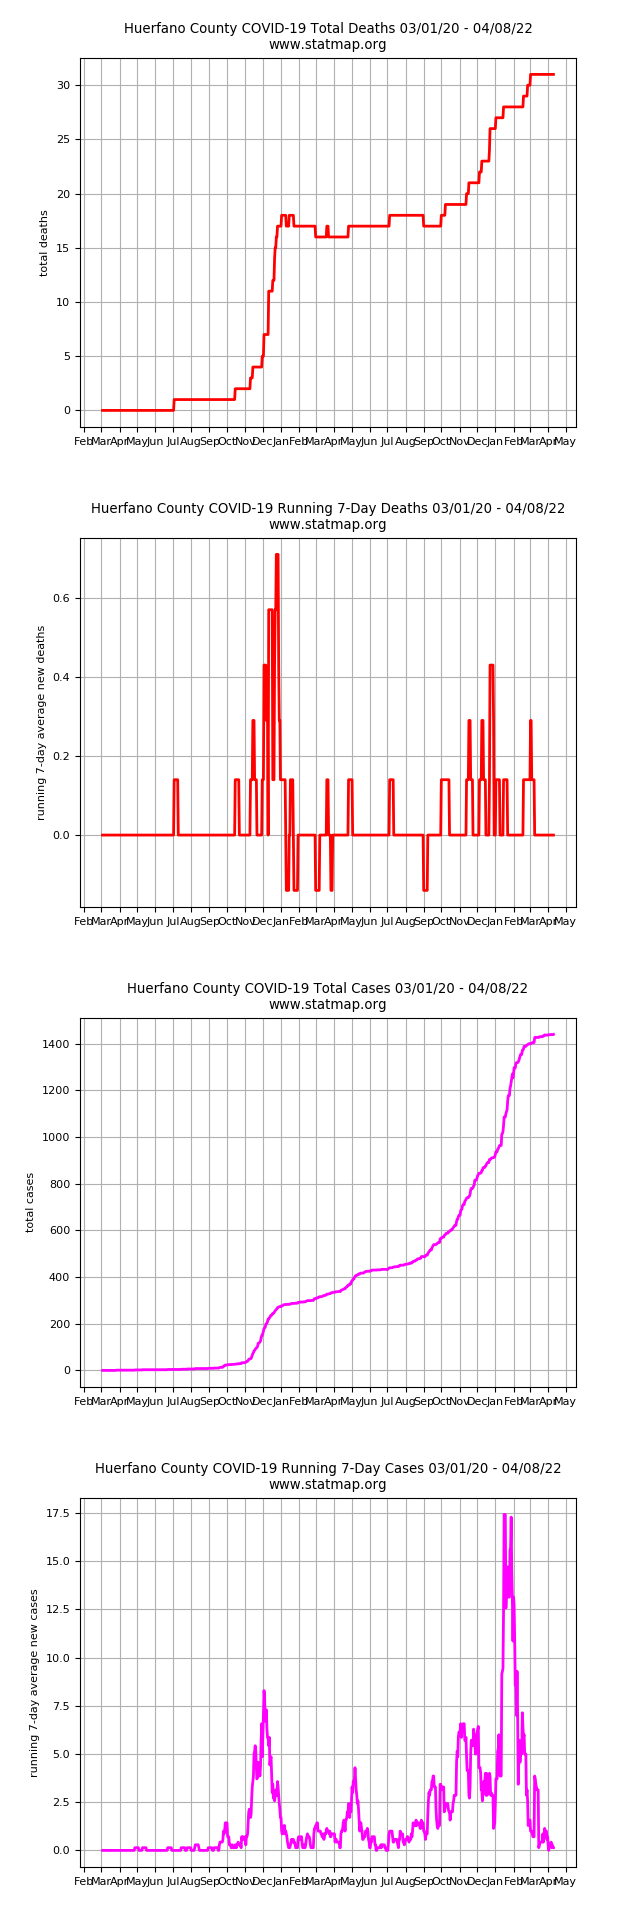 Huerfano County COVID-19 Total Deaths 03/01/20 - 04/08/22
www.statmap.org
30
25
20
15
10
5
0
total deaths
Feb Mar Apr May Jun Jul Aug Sep Oct Nov Dec Jan Feb Mar Apr May Jun Jul Aug Sep Oct Nov Dec Jan Feb Mar Apr May
Huerfano County COVID-19 Running 7-Day Deaths 03/01/20 - 04/08/22
www.statmap.org
0.6
0.4
0.2
0.0
running 7-day average new deaths
Feb Mar Apr May Jun Jul Aug Sep Oct Nov Dec Jan Feb Mar Apr May Jun Jul Aug Sep Oct Nov Dec Jan Feb Mar Apr May
Huerfano County COVID-19 Total Cases 03/01/20 - 04/08/22
www.statmap.org
1400
1200
1000
800
600
400
200
0
total cases
Feb Mar Apr May Jun Jul Aug Sep Oct Nov Dec Jan Feb Mar Apr May Jun Jul Aug Sep Oct Nov Dec Jan Feb Mar Apr May
Huerfano County COVID-19 Running 7-Day Cases 03/01/20 - 04/08/22
www.statmap.org
17.5
15.0
12.5
10.0
7.5
5.0
2.5
0.0
running 7-day average new cases
Feb Mar Apr May Jun Jul Aug Sep Oct Nov Dec Jan Feb Mar Apr May Jun Jul Aug Sep Oct Nov Dec Jan Feb Mar Apr May